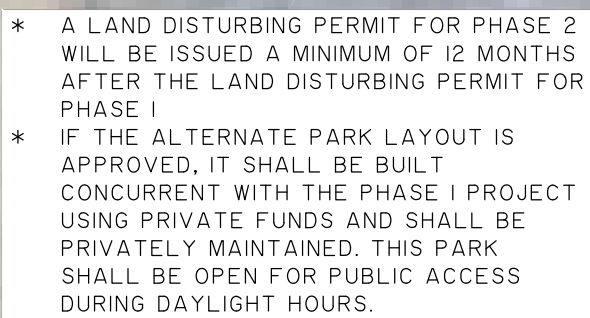 * A LAND DISTURBING PERMIT FOR PHASE 2
WILL BE ISSUED A MINIMUM OF 12 MONTHS
AFTER THE LAND DISTURBING PERMIT FOR
PHASE 1
* IF THE ALTERNATE PARK LAYOUT IS
APPROVED, IT SHALL BE BUILT
CONCURRENT WITH THE PHASE 1 PROJECT
USING PRIVATE FUNDS AND SHALL BE
PRIVATELY MAINTAINED. THIS PARK
SHALL BE OPEN FOR PUBLIC ACCESS
DURING DAYLIGHT HOURS.